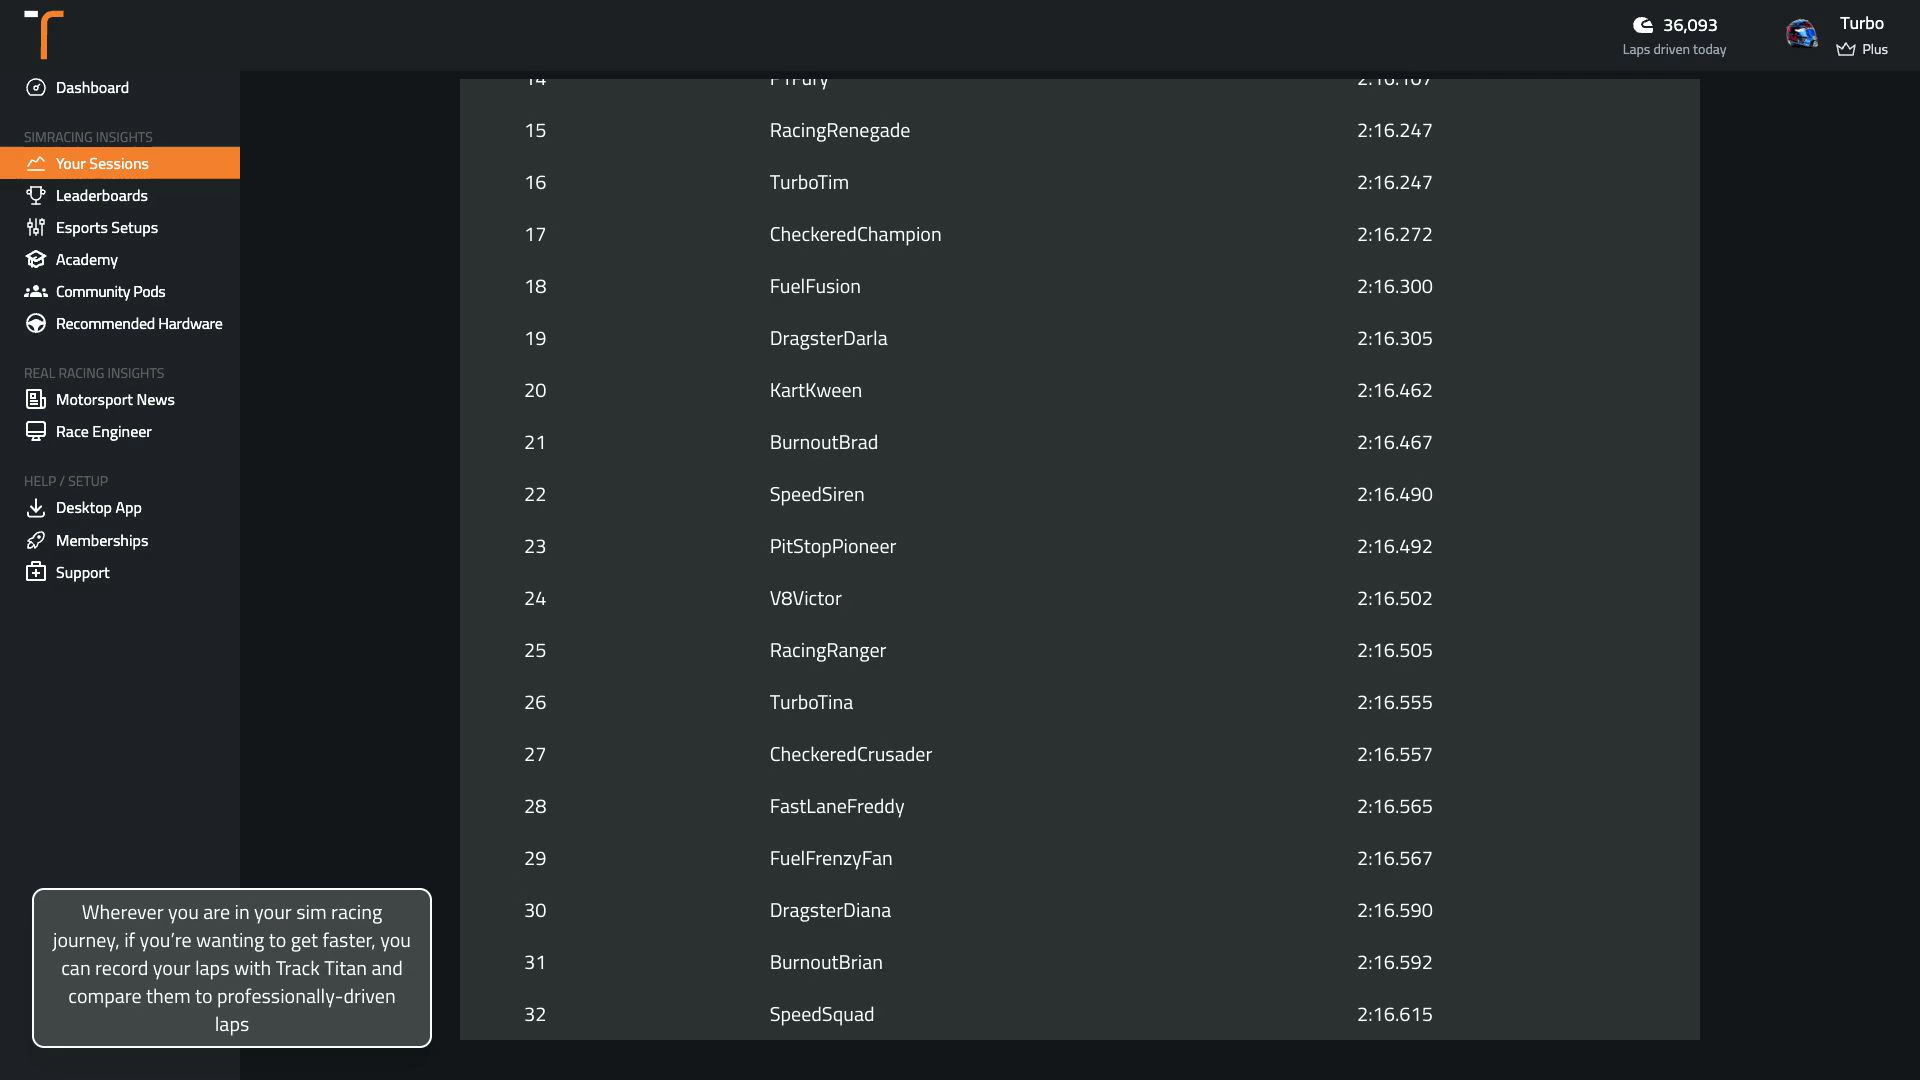 36,093
Laps driven today
Turbo
Plus
Dashboard
SIMRACING INSIGHTS
Your Sessions
Leaderboards
Esports Setups
Academy
Community Pods
Recommended Hardware
REAL RACING INSIGHTS
Motorsport News
Race Engineer
HELP / SETUP
Desktop App
Memberships
Support
15 RacingRenegade 2:16.247
16 TurboTim 2:16.247
17 CheckeredChampion 2:16.272
18 FuelFusion 2:16.300
19 DragsterDarla 2:16.305
20 KartKween 2:16.462
21 BurnoutBrad 2:16.467
22 SpeedSiren 2:16.490
23 PitStopPioneer 2:16.492
24 V8Victor 2:16.502
25 RacingRanger 2:16.505
26 TurboTina 2:16.555
27 CheckeredCrusader 2:16.557
28 FastLaneFreddy 2:16.565
29 FuelFrenzyFan 2:16.567
30 DragsterDiana 2:16.590
31 BurnoutBrian 2:16.592
32 SpeedSquad 2:16.615
Wherever you are in your sim racing
journey, if you’re wanting to get faster, you
can record your laps with Track Titan and
compare them to professionally-driven
laps